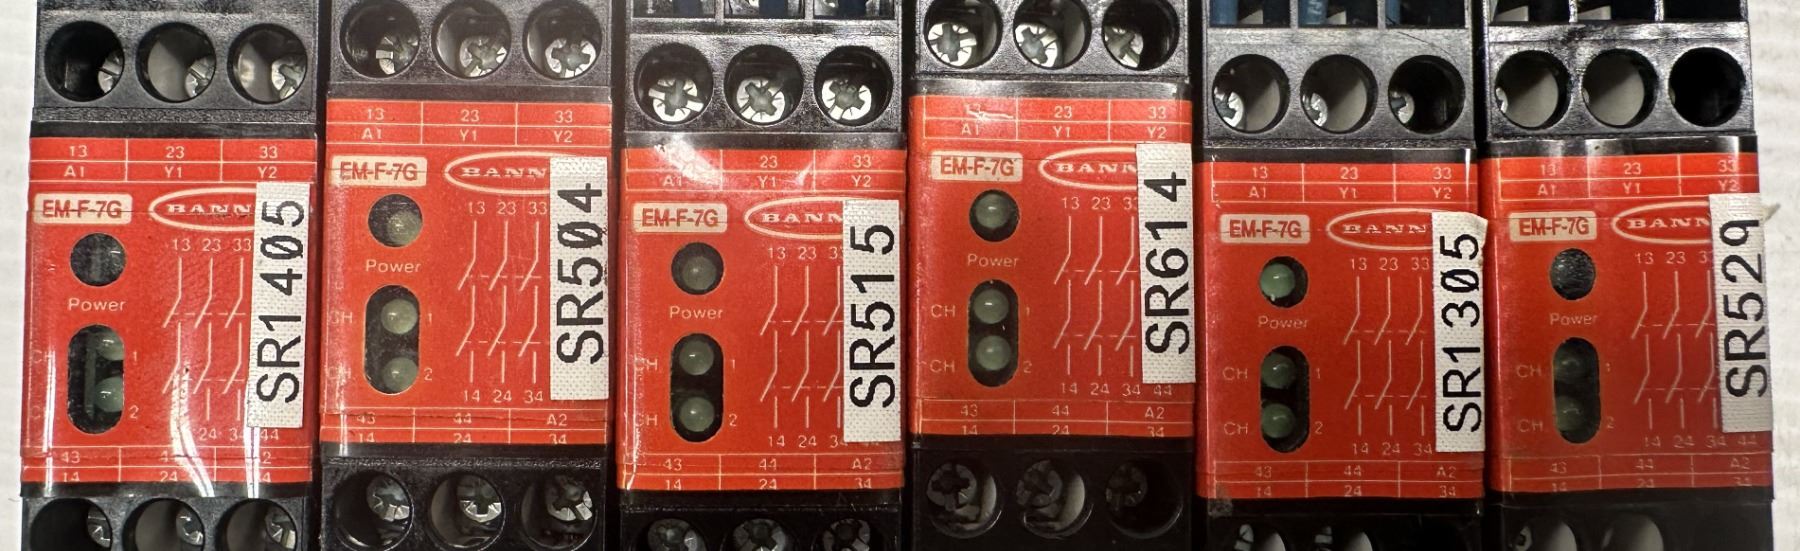 13 23 33
A1 Y1 Y2
EM-F-7G
BANN
SR1405
13 23 33
Power
CH 1
CH 2
24 34 44
43 44 A2
14 24 34
13 23 33
A1 Y1 Y2
EM-F-7G
BANN
SR504
13 23 33
Power
CH 1
CH 2
14 24 34
43 44 A2
14 24 34
23 33
A1 Y1 Y2
EM-F-7G
BANN
SR515
13 23 33
Power
CH 1
CH 2
14 24 34
43 44 A2
14 24 34
13 23 33
A1 Y1 Y2
EM-F-7G
BANN
SR614
13 23 33
Power
CH 1
CH 2
14 24 34 44
43 44 A2
14 24 34
13 23 33
A1 Y1 Y2
EM-F-7G
BANN
SR1305
13 23 33
Power
CH 1
CH 2
14 24 34
43 44 A2
14 24 34
13 23 33
A1 Y1 Y2
EM-F-7G
BANN
SR529
13 23 33
Power
CH 1
CH 2
14 24 34 44
43 44 A2
14 24 34